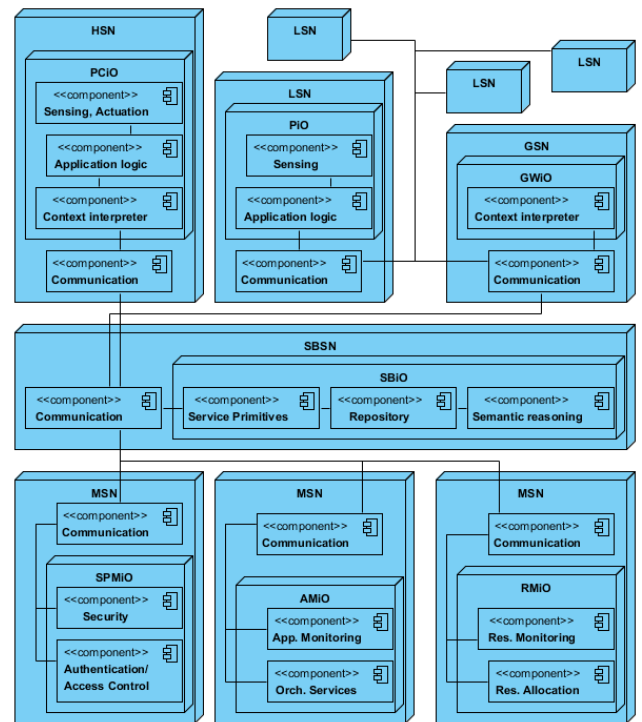 HSN
PCiO
<<component>>
Sensing, Actuation
<<component>>
Application logic
<<component>>
Context interpreter
<<component>>
Communication
LSN
LSN
LSN
LSN
PiO
<<component>>
Sensing
<<component>>
Application logic
<<component>>
Communication
GSN
GWiO
<<component>>
Context interpreter
<<component>>
Communication
SBSN
SBiO
<<component>>
Communication
<<component>>
Service Primitives
<<component>>
Repository
<<component>>
Semantic reasoning
MSN
<<component>>
Communication
SPMiO
<<component>>
Security
<<component>>
Authentication/
Access Control
MSN
<<component>>
Communication
AMiO
<<component>>
App. Monitoring
<<component>>
Orch. Services
MSN
<<component>>
Communication
RMiO
<<component>>
Res. Monitoring
<<component>>
Res. Allocation